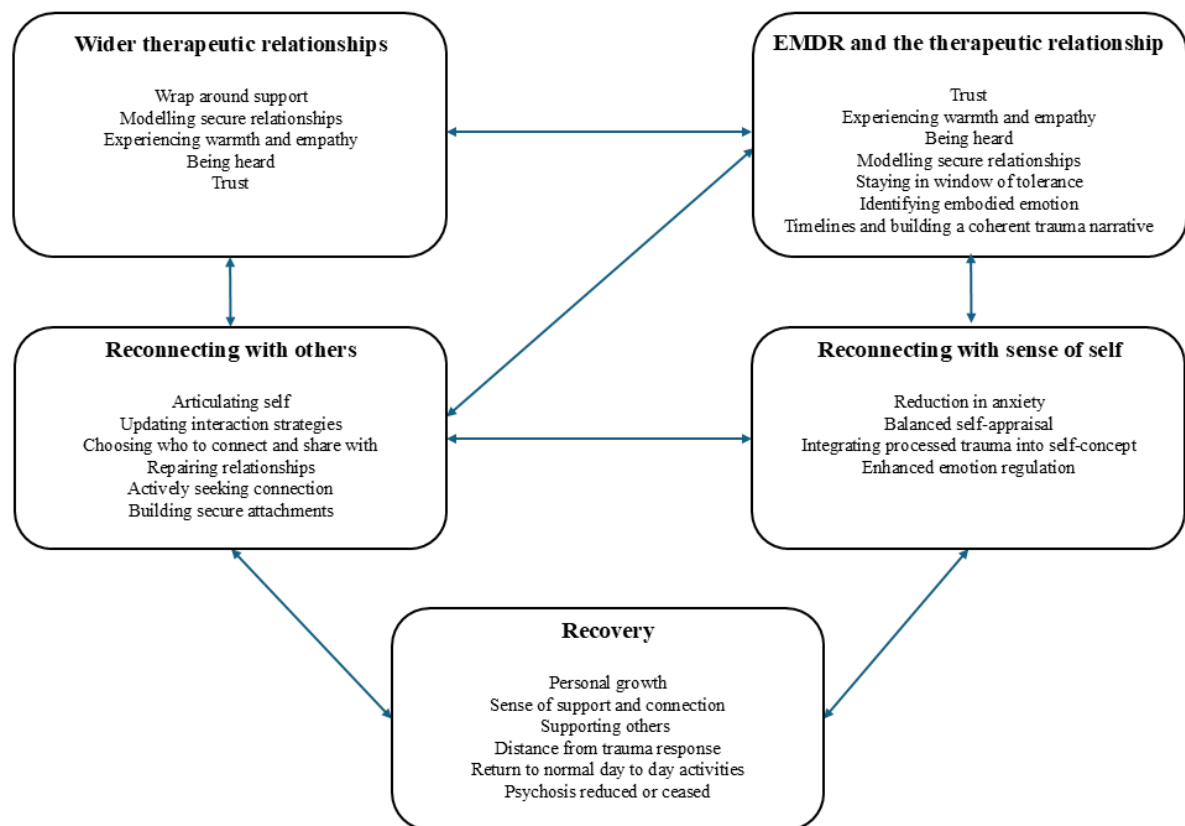 Wider therapeutic relationships
Wrap around support
Modelling secure relationships
Experiencing warmth and empathy
Being heard
Trust
EMDR and the therapeutic relationship
Trust
Experiencing warmth and empathy
Being heard
Modelling secure relationships
Staying in window of tolerance
Identifying embodied emotion
Timelines and building a coherent trauma narrative
Reconnecting with others
Articulating self
Updating interaction strategies
Choosing who to connect and share with
Repairing relationships
Actively seeking connection
Building secure attachments
Reconnecting with sense of self
Reduction in anxiety
Balanced self-appraisal
Integrating processed trauma into self-concept
Enhanced emotion regulation
Recovery
Personal growth
Sense of support and connection
Supporting others
Distance from trauma response
Return to normal day to day activities
Psychosis reduced or ceased